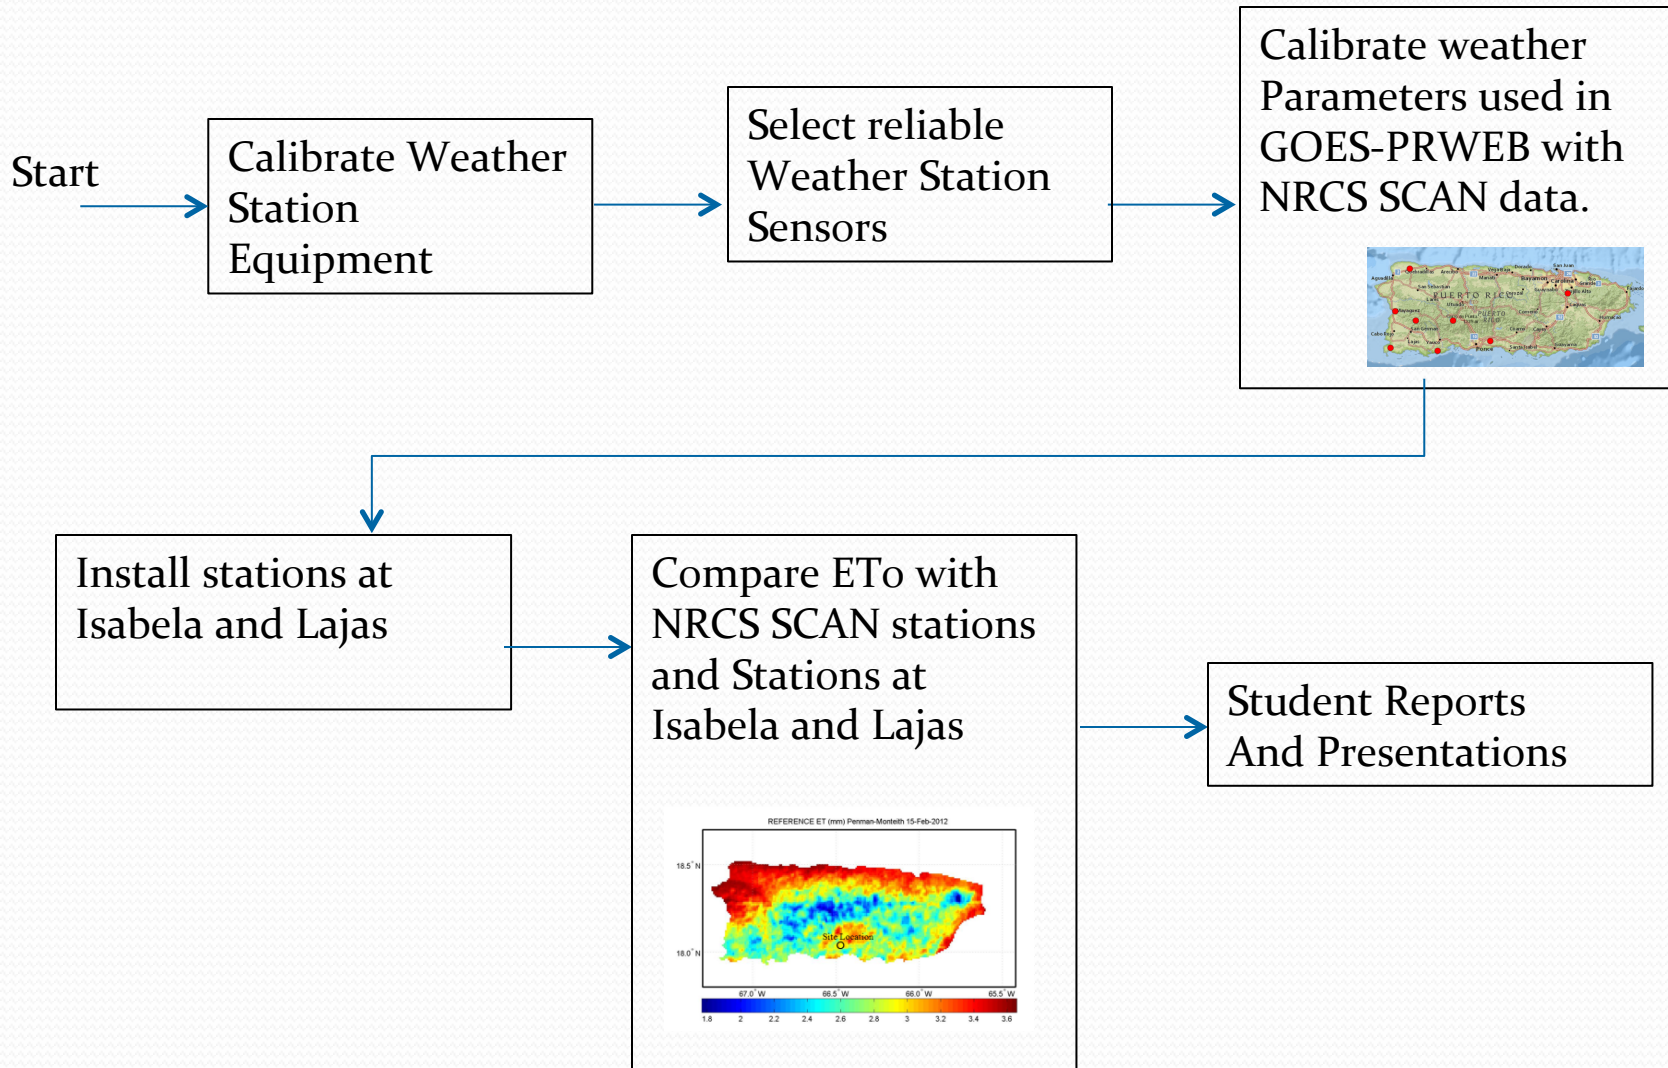 Start
Calibrate Weather
Station
Equipment
Select reliable
Weather Station
Sensors
Calibrate weather
Parameters used in
GOES-PRWEB with
NRCS SCAN data.
PUERTO RICO
Install stations at
Isabela and Lajas
Compare ETo with
NRCS SCAN stations
and Stations at
Isabela and Lajas
REFERENCE ET (mm) Penman-Monteith 15-Feb-2012
18.5° N
Site Location
18.0° N
67.0° W 66.5° W 66.0° W 65.5° W
1.8 2 2.2 2.4 2.6 2.8 3 3.2 3.4 3.6
Student Reports
And Presentations